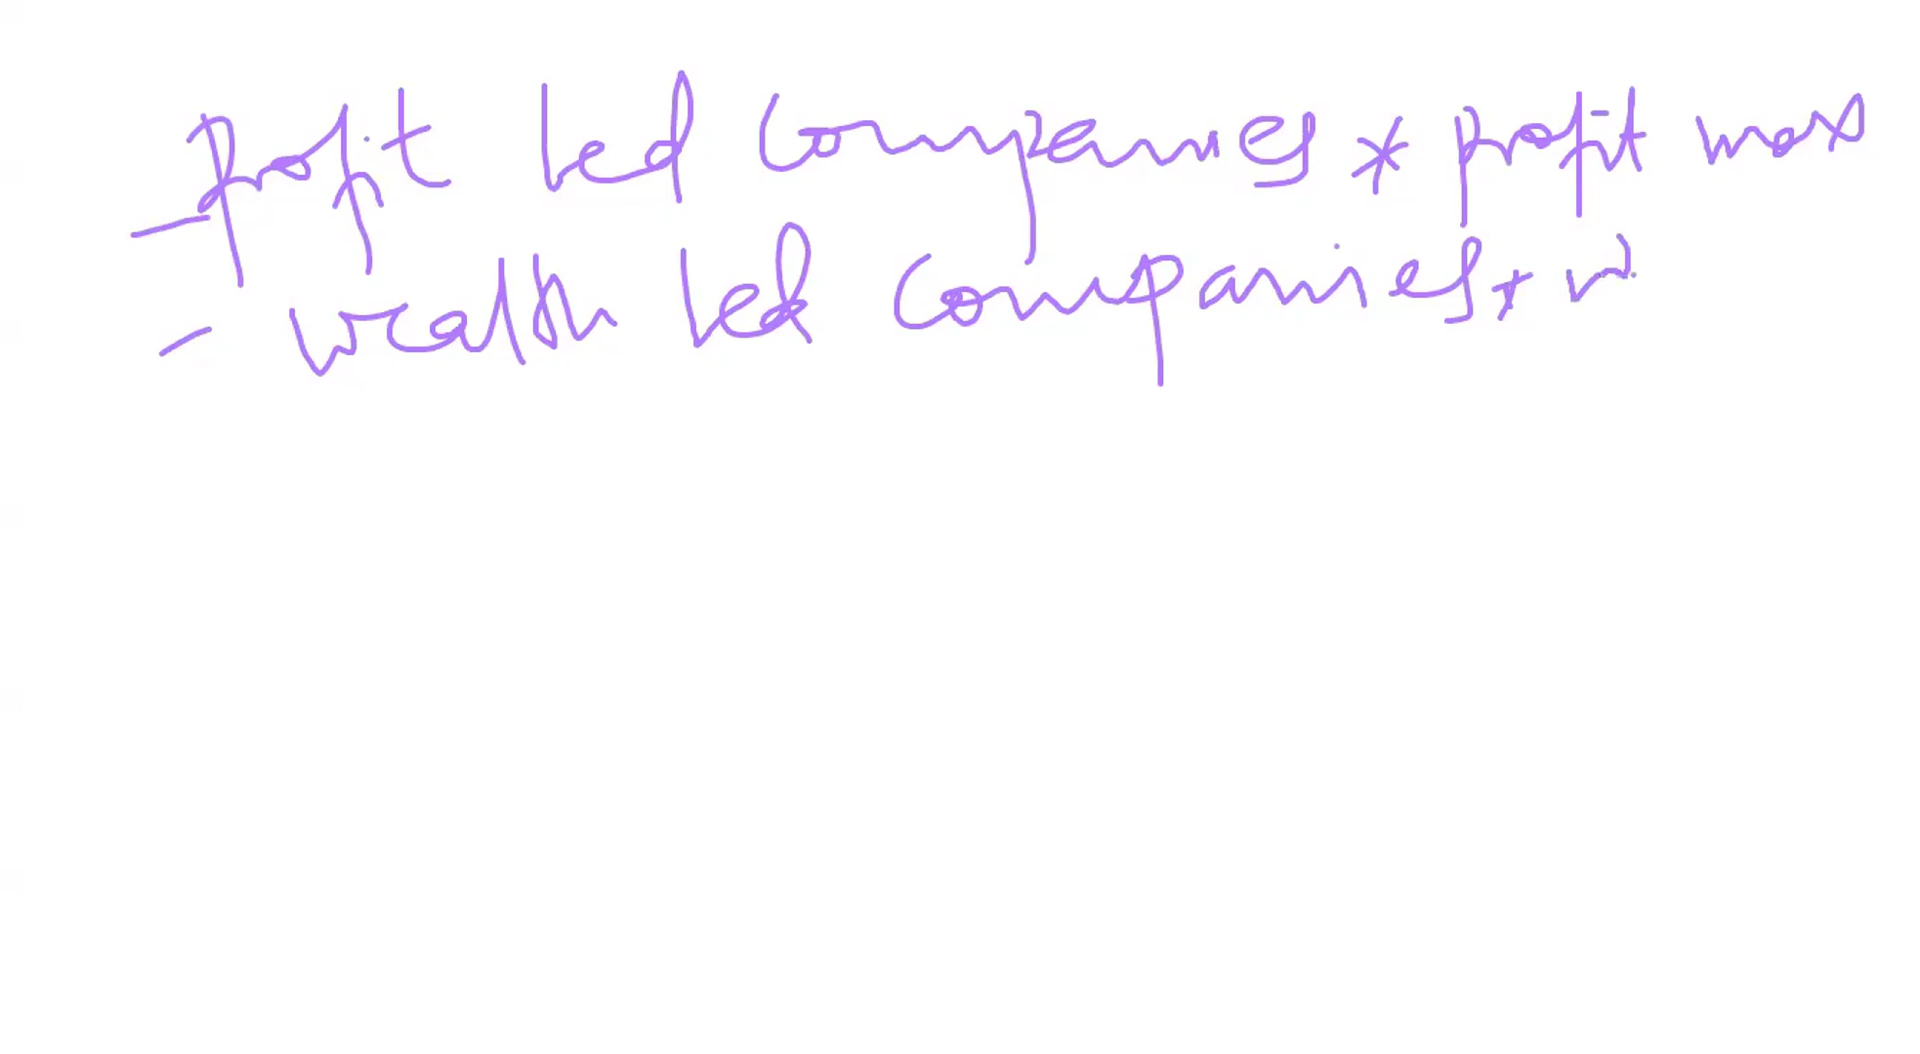 - profit led companies * profit max
- wealth led companies * w